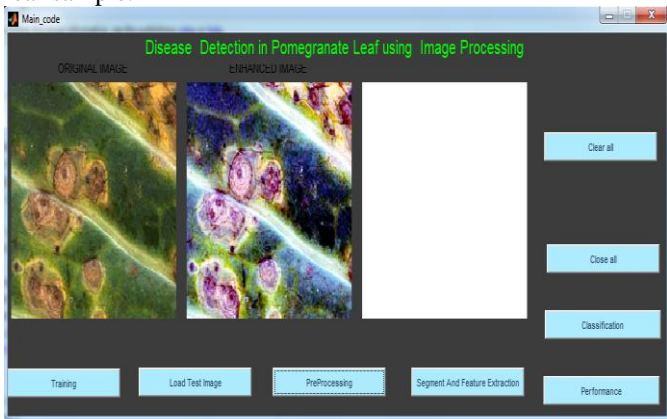 Main_code
Disease Detection in Pomegranate Leaf using Image Processing
ORIGINAL IMAGE
ENHANCED IMAGE
Clear all
Close all
Classification
Training
Load Test Image
PreProcessing
Segment And Feature Extraction
Performance